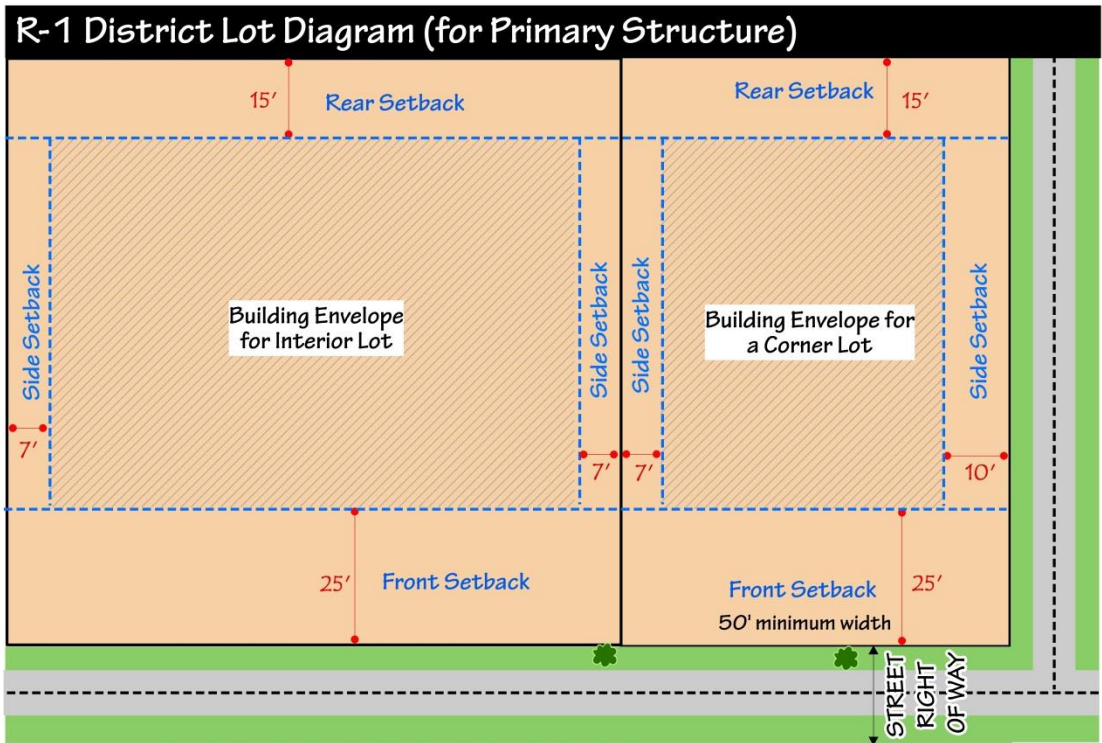 R-1 District Lot Diagram (for Primary Structure)
15'
Rear Setback
Rear Setback
15'
Side Setback
Building Envelope
for Interior Lot
Side Setback
Side Setback
Building Envelope for
a Corner Lot
Side Setback
7'
7'
7'
10'
25'
Front Setback
Front Setback
25'
50' minimum width
STREET
RIGHT
OF WAY